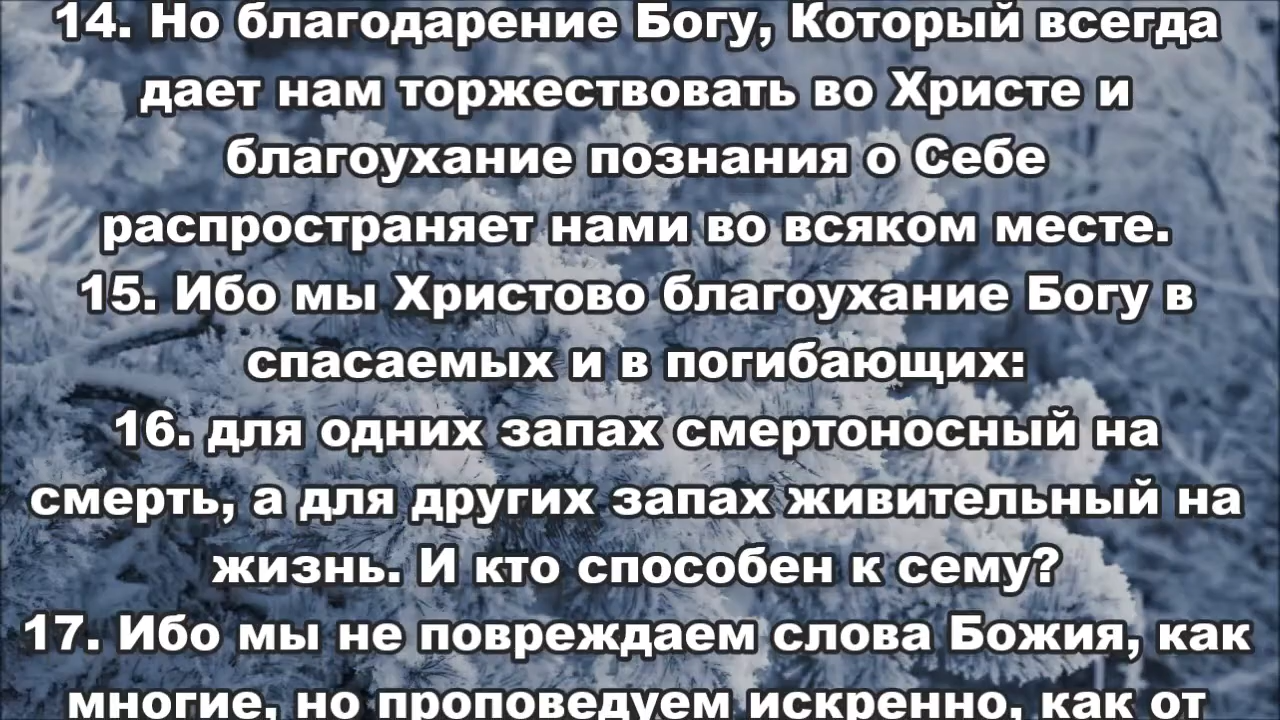 14. Но благодарение Богу, Который всегда
дает нам торжествовать во Христе и
благоухание познания о Себе
распространяет нами во всяком месте.
15. Ибо мы Христово благоухание Богу в
спасаемых и в погибающих:
16. для одних запах смертоносный на
смерть, а для других запах живительный на
жизнь. И кто способен к сему?
17. Ибо мы не повреждаем слова Божия, как
многие, но проповедуем искренно, как от